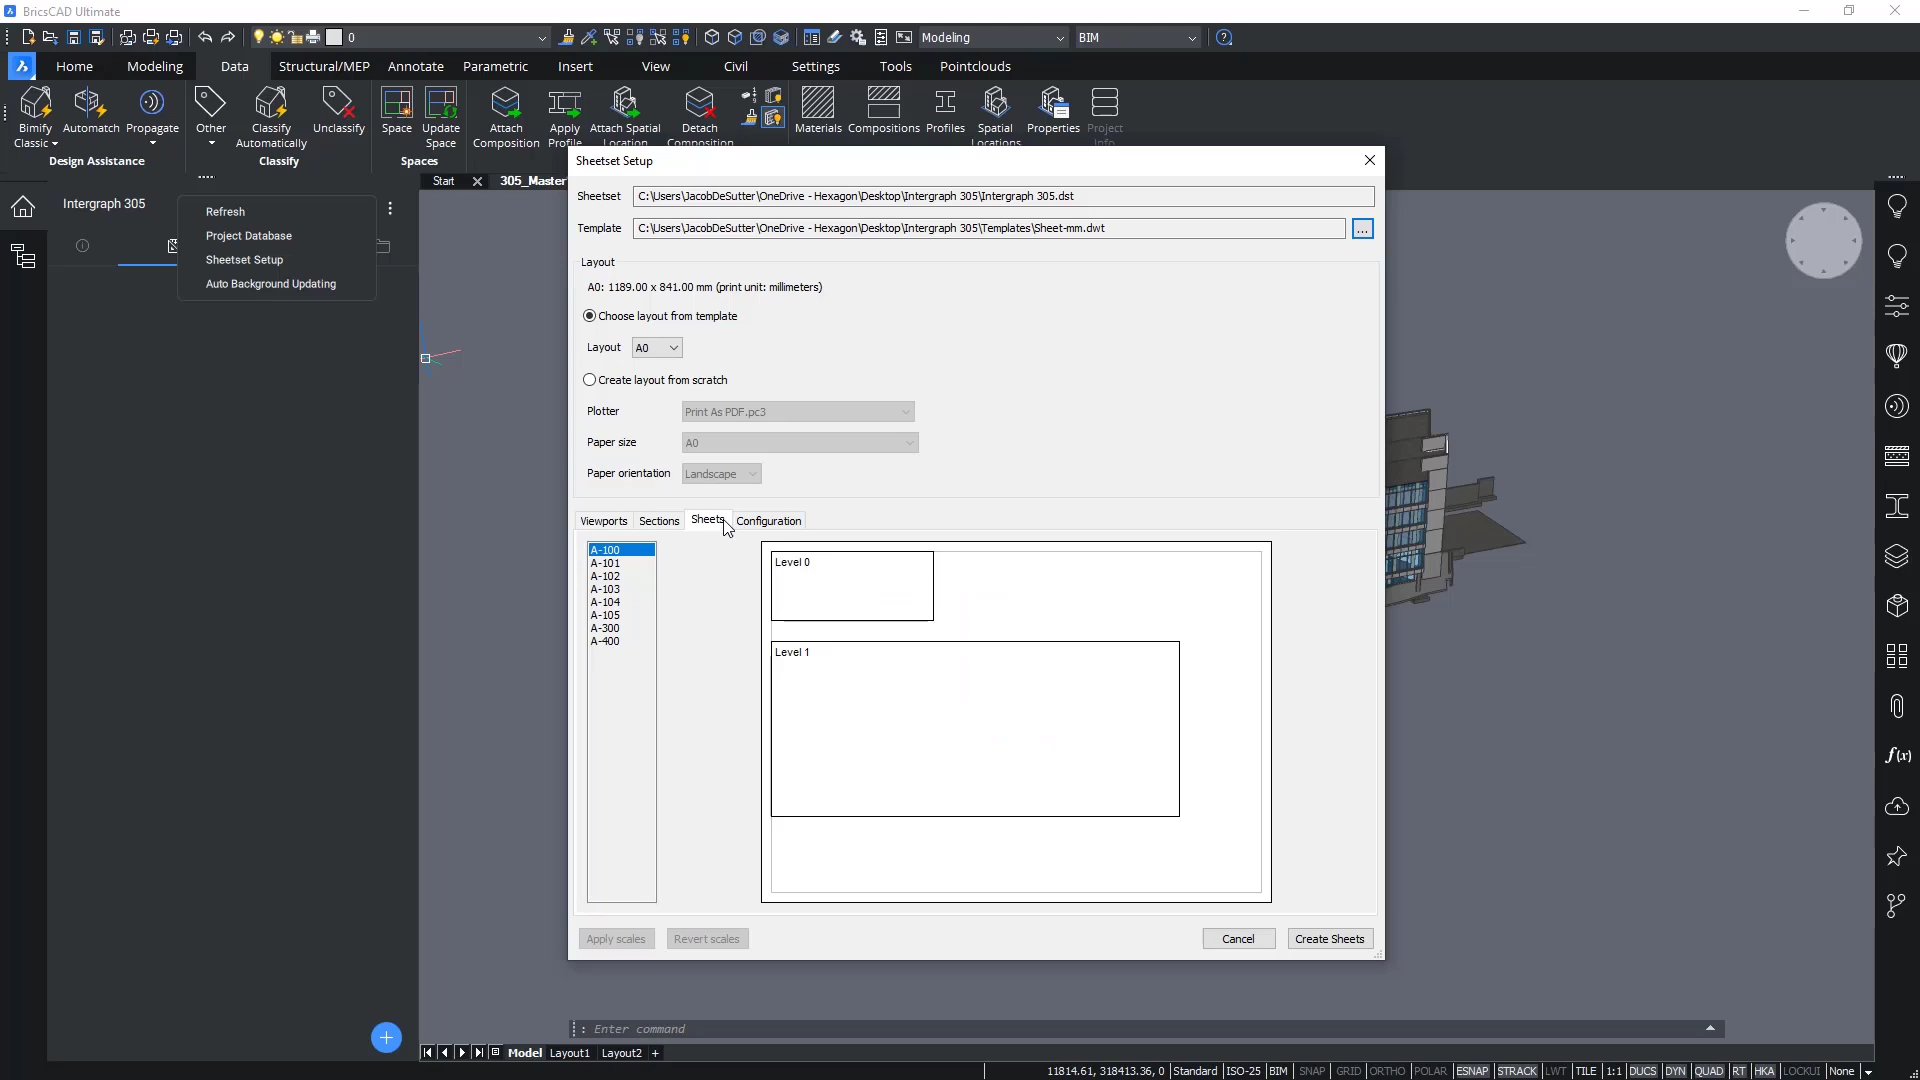 BricsCAD Ultimate
0
Modeling
BIM
Home
Modeling
Data
Structural/MEP
Annotate
Parametric
Insert
View
Civil
Settings
Tools
Pointclouds
Bimify
Classic
Automatch
Propagate
Other
Classify
Automatically
Unclassify
Space
Update
Space
Attach
Composition
Apply
Profile
Attach Spatial
Location
Detach
Composition
Materials
Compositions
Profiles
Spatial
Locations
Properties
Project
Info
Design Assistance
Classify
Spaces
Start
305_Master
Intergraph 305
Refresh
Project Database
Sheetset Setup
Auto Background Updating
Sheetset Setup
Sheetset
C:\Users\JacobDeSutter\OneDrive - Hexagon\Desktop\Intergraph 305\Intergraph 305.dst
Template
C:\Users\JacobDeSutter\OneDrive - Hexagon\Desktop\Intergraph 305\Templates\Sheet-mm.dwt
...
Layout
A0: 1189.00 x 841.00 mm (print unit: millimeters)
Choose layout from template
Layout
A0
Create layout from scratch
Plotter
Print As PDF.pc3
Paper size
A0
Paper orientation
Landscape
Viewports
Sections
Sheets
Configuration
A-100
A-101
A-102
A-103
A-104
A-105
A-300
A-400
Level 0
Level 1
Apply scales
Revert scales
Cancel
Create Sheets
f(x)
: Enter command
Model
Layout1
Layout2
+
11814.61, 318413.36, 0
Standard
ISO-25
BIM
SNAP
GRID
ORTHO
POLAR
ESNAP
STRACK
LWT
TILE
1:1
DUCS
DYN
QUAD
RT
HKA
LOCKUI
None